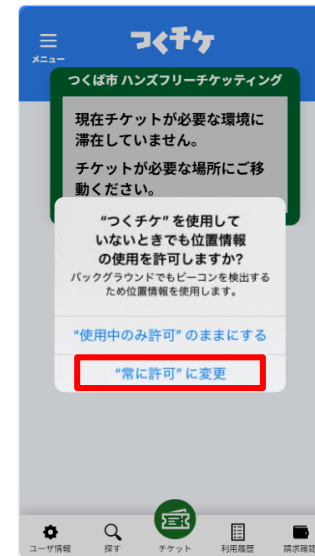 つくチケ
メニュー
つくば市 ハンズフリーチケッティング
現在チケットが必要な環境に
滞在していません。
チケットが必要な場所にご移
動ください。
“つくチケ” を使用して
いないときでも位置情報
の使用を許可しますか?
バックグラウンドでもビーコンを検出する
ため位置情報を使用します。
“使用中のみ許可” のままにする
“常に許可” に変更
ユーザ情報
探す
チケット
利用履歴
請求確認